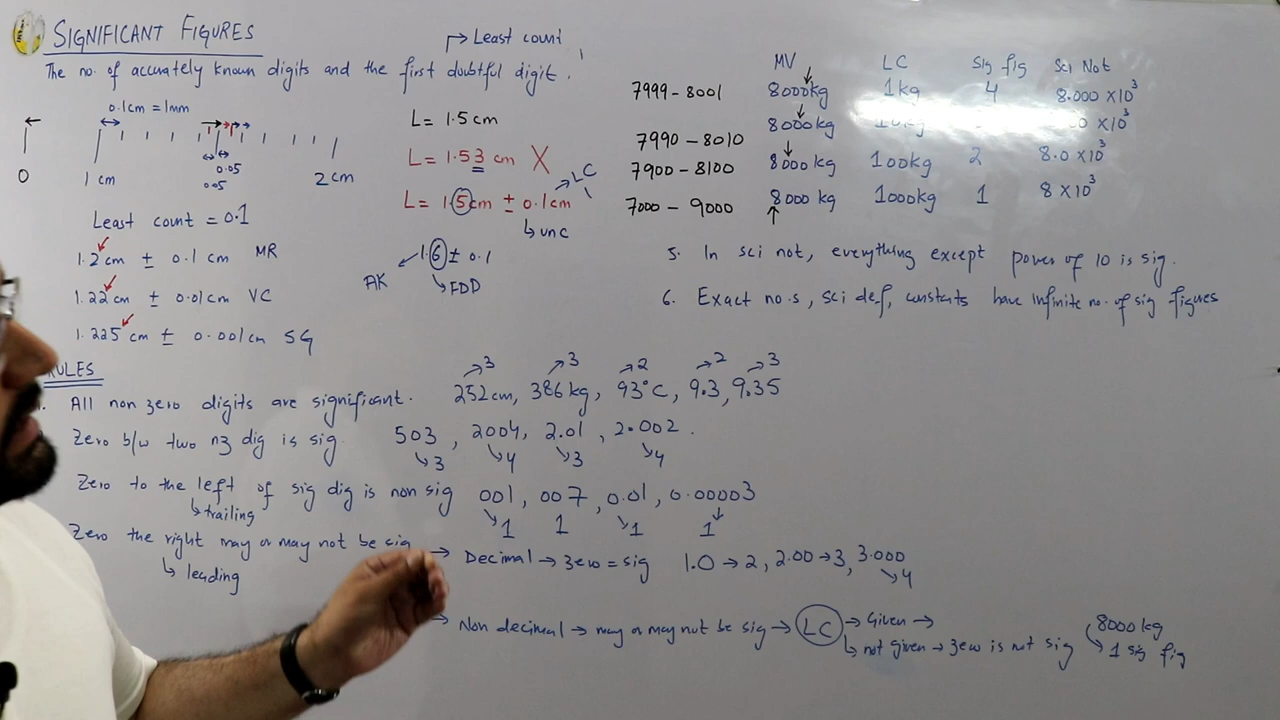 SIGNIFICANT FIGURES
Least count
The no. of accurately known digits and the first doubtful digit.
0.1cm = 1mm
0.05
0.05
0
1 cm
2 cm
Least count = 0.1
1.2 cm ± 0.1 cm MR
1.22 cm ± 0.01 cm VC
1.225 cm ± 0.001cm SG
L = 1.5 cm
L = 1.53 cm X
LC
L = 1.5cm ± 0.1cm
unc
1.6 ± 0.1
AK
FDD
MV LC Sig fig Sci Not
7999 - 8001 8000kg 1kg 4 8.000 ×10³
7990 - 8010 8000kg 0 ×10³
7900 - 8100 8000kg 100kg 2 8.0 ×10³
7000 - 9000 8000 kg 1000kg 1 8 ×10³
5. In sci not, everything except power of 10 is sig.
6. Exact no.s, sci def, constants have infinite no. of sig figures
RULES
3 3 2 2 3
All non zero digits are significant. 252cm, 386kg, 93°C, 9.3, 9.35
Zero b/w two nz dig is sig. 503, 2004, 2.01, 2.002.
3 4 3 4
Zero to the left of sig dig is non sig 001, 007, 0.01, 0.00003
trailing
1 1 1 1
Zero the right may or may not be sig
leading
→ Decimal → zero = sig 1.0 → 2, 2.00 → 3, 3.000
4
→ Non decimal → may or may not be sig → LC → Given →
not given → zero is not sig
8000 kg
1 sig fig